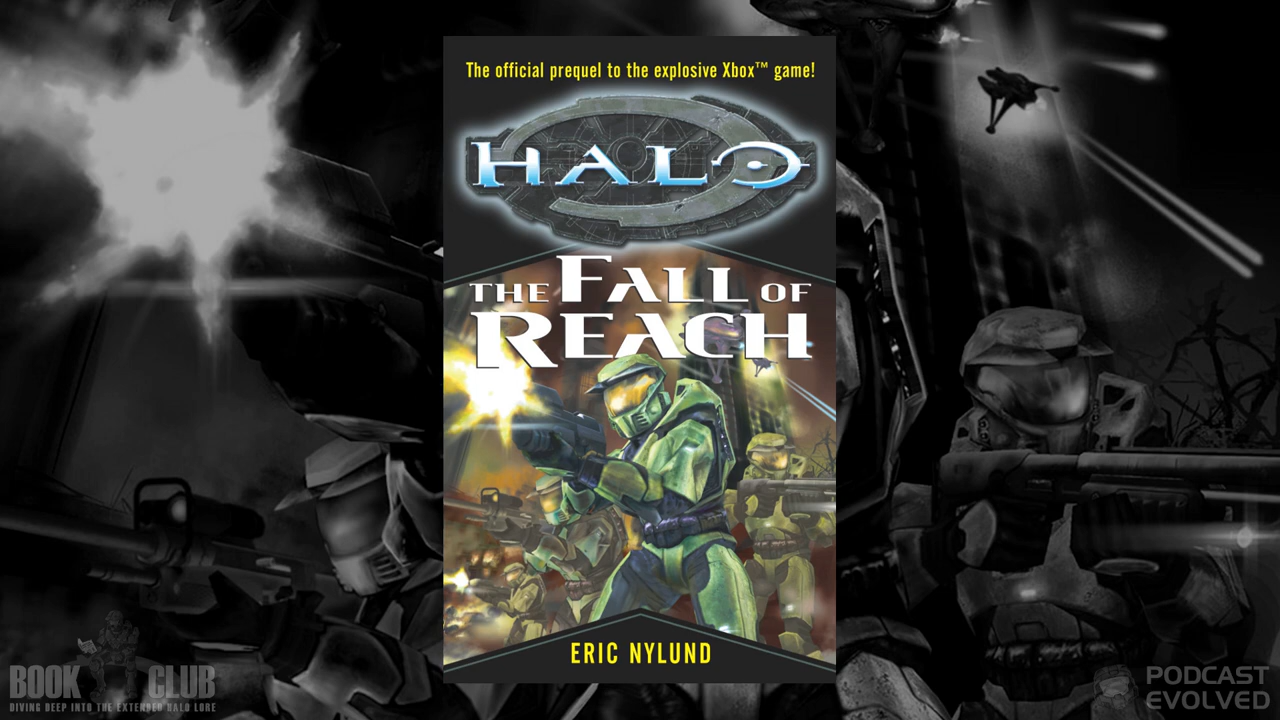 The official prequel to the explosive Xbox™ game!
HALO
THE FALL OF
REACH
ERIC NYLUND
BOOK CLUB
DIVING DEEP INTO THE EXTENDED HALO LORE
PODCAST
EVOLVED